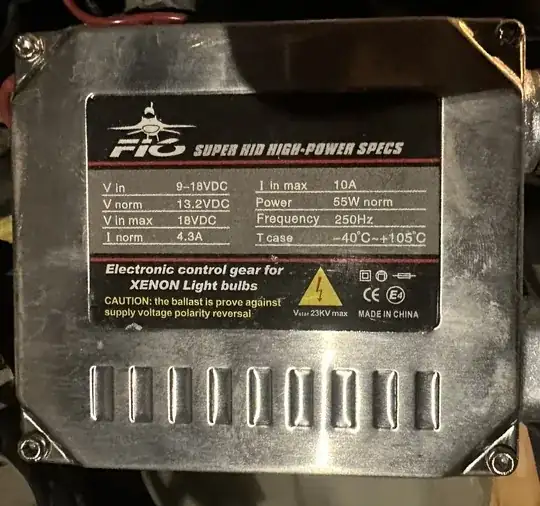 FIO SUPER HID HIGH-POWER SPECS
V in 9-18VDC I in max 10A
V norm 13.2VDC Power 55W norm
V in max 18VDC Frequency 250Hz
I norm 4.3A T case -40°C~+105°C
Electronic control gear for
XENON Light bulbs
CAUTION: the ballast is prove against
supply voltage polarity reversal
Vstar 23KV max
CE E4
MADE IN CHINA